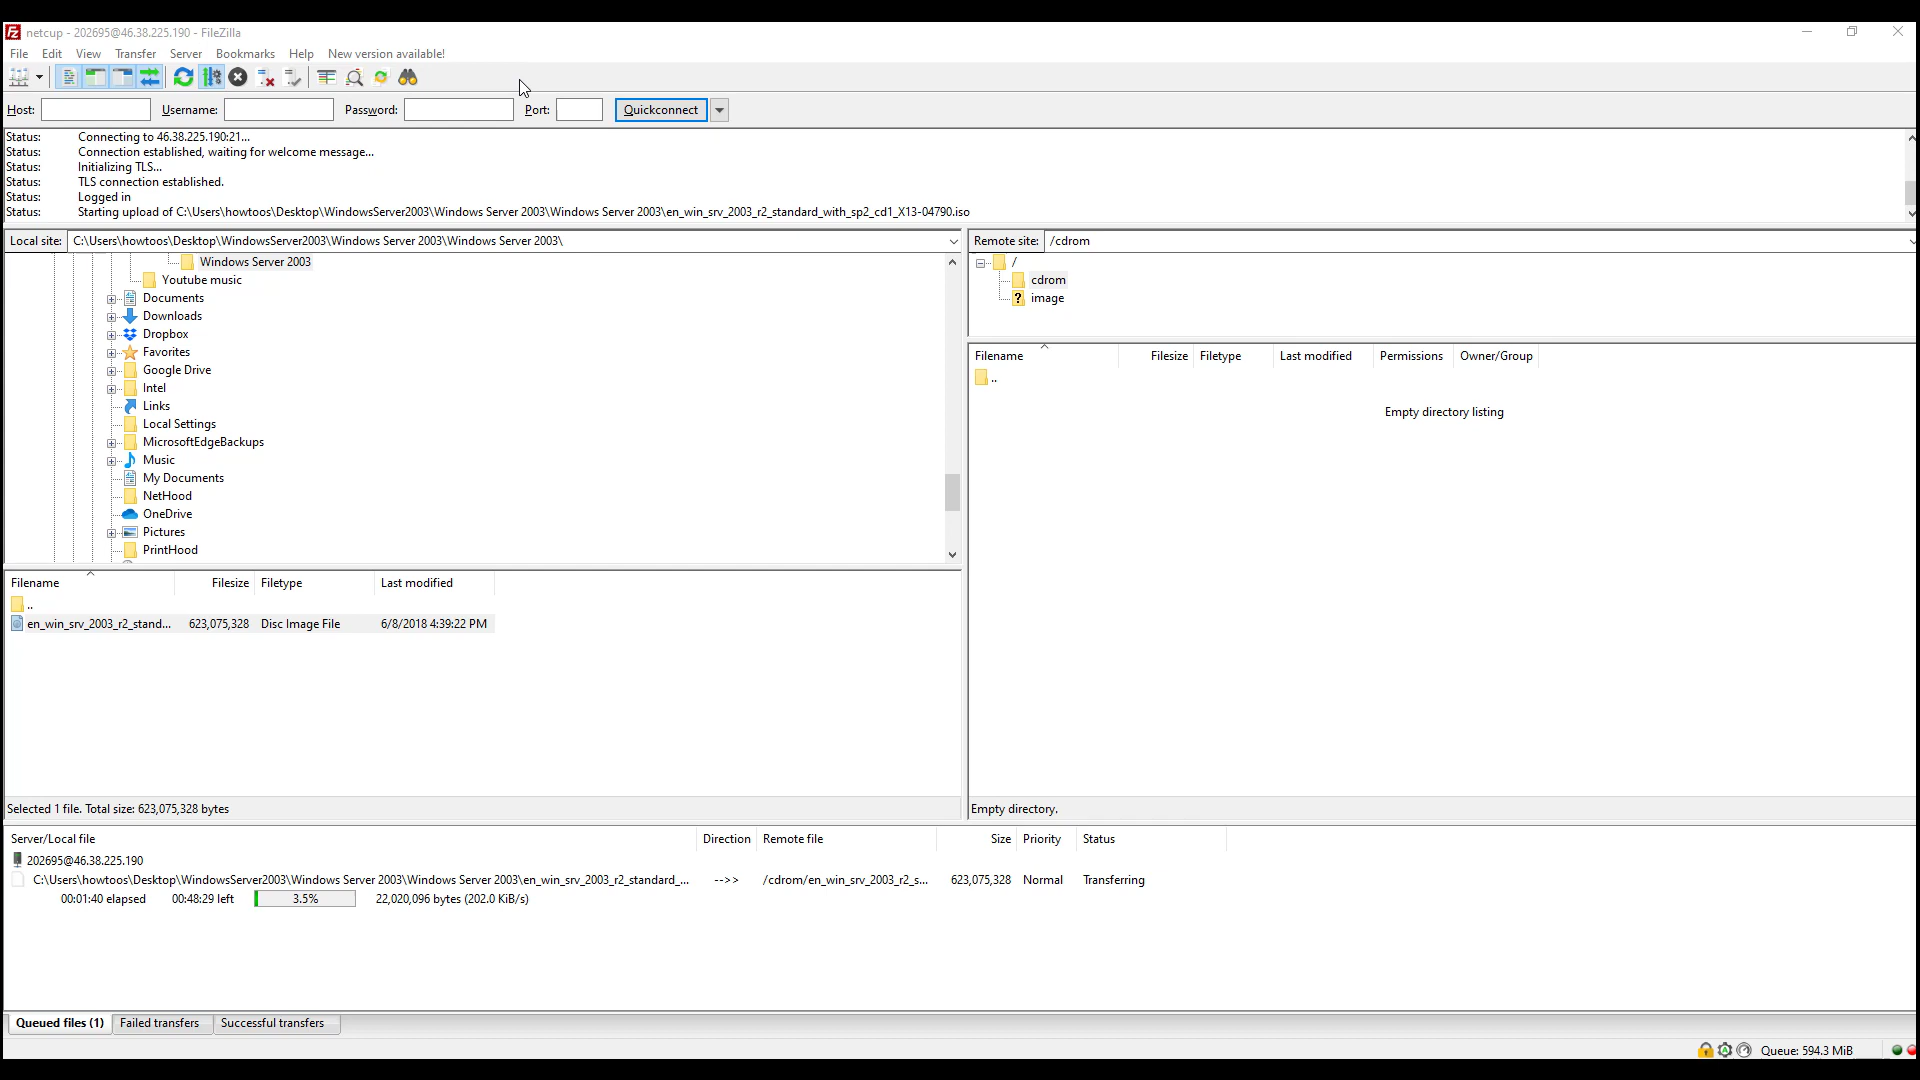 netcup - 202695@46.38.225.190 - FileZilla
File Edit View Transfer Server Bookmarks Help New version available!
Host: Username: Password: Port: Quickconnect
Status: Connecting to 46.38.225.190:21...
Status: Connection established, waiting for welcome message...
Status: Initializing TLS...
Status: TLS connection established.
Status: Logged in
Status: Starting upload of C:\Users\howtoos\Desktop\WindowsServer2003\Windows Server 2003\Windows Server 2003\en_win_srv_2003_r2_standard_with_sp2_cd1_X13-04790.iso
Local site: C:\Users\howtoos\Desktop\WindowsServer2003\Windows Server 2003\Windows Server 2003\
Windows Server 2003
Youtube music
Documents
Downloads
Dropbox
Favorites
Google Drive
Intel
Links
Local Settings
MicrosoftEdgeBackups
Music
My Documents
NetHood
OneDrive
Pictures
PrintHood
Filename Filesize Filetype Last modified
..
en_win_srv_2003_r2_stand... 623,075,328 Disc Image File 6/8/2018 4:39:22 PM
Selected 1 file. Total size: 623,075,328 bytes
Remote site: /cdrom
/
cdrom
? image
Filename Filesize Filetype Last modified Permissions Owner/Group
..
Empty directory listing
Empty directory.
Server/Local file Direction Remote file Size Priority Status
202695@46.38.225.190
C:\Users\howtoos\Desktop\WindowsServer2003\Windows Server 2003\Windows Server 2003\en_win_srv_2003_r2_standard_... -->> /cdrom/en_win_srv_2003_r2_s... 623,075,328 Normal Transferring
00:01:40 elapsed 00:48:29 left 3.5% 22,020,096 bytes (202.0 KiB/s)
Queued files (1) Failed transfers Successful transfers
Queue: 594.3 MiB